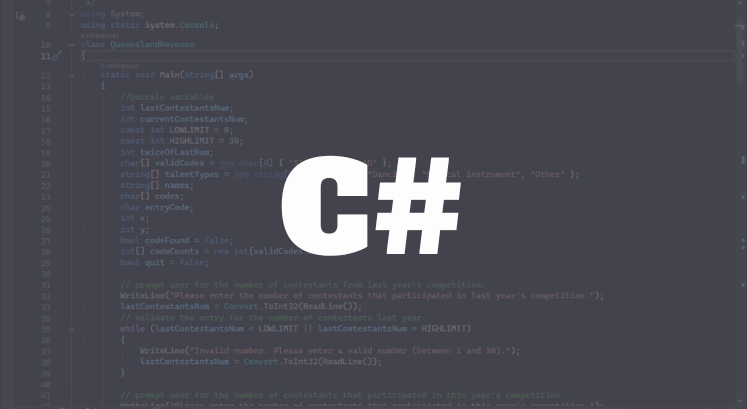 7 */
8 using System;
9 using static System.Console;
0 references
10 class QueenslandRevenue
11 {
0 references
12 static void Main(string[] args)
13 {
14 //Decrale variables
15 int lastContestantsNum;
16 int currentContestantsNum;
17 const int LOWLIMIT = 0;
18 const int HIGHLIMIT = 30;
19 int twiceOfLastNum;
20 char[] validCodes = new char[] { };
21 string[] talentTypes = new string "Dancing" instrument", "Other" };
22 string[] names;
23 char[] codes;
24 char entryCode;
25 int x;
26 int y;
27 bool codeFound = false;
28 int[] codeCounts = new int[validCodes
29 bool quit = false;
30
31 // prompt user for the number of contestants from last year's competition.
32 WriteLine("Please enter the number of contestants that participated in last year's competition.");
33 lastContestantsNum = Convert.ToInt32(ReadLine());
34 // validate the entry for the number of contestants last year.
35 while (lastContestantsNum < LOWLIMIT || lastContestantsNum > HIGHLIMIT)
36 {
37 WriteLine("Invalid number. Please enter a valid number (between 1 and 30).");
38 lastContestantsNum = Convert.ToInt32(ReadLine());
39 }
40
41 // prompt user for the number of contestants that participated in this year's competition
C#